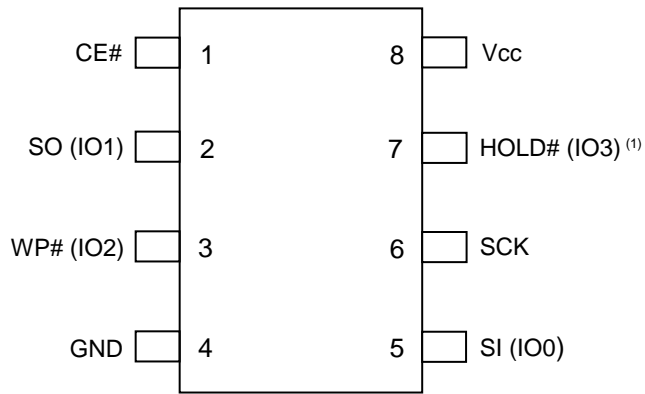 CE# 1 8 Vcc
SO (IO1) 2 7 HOLD# (IO3) (1)
WP# (IO2) 3 6 SCK
GND 4 5 SI (IO0)